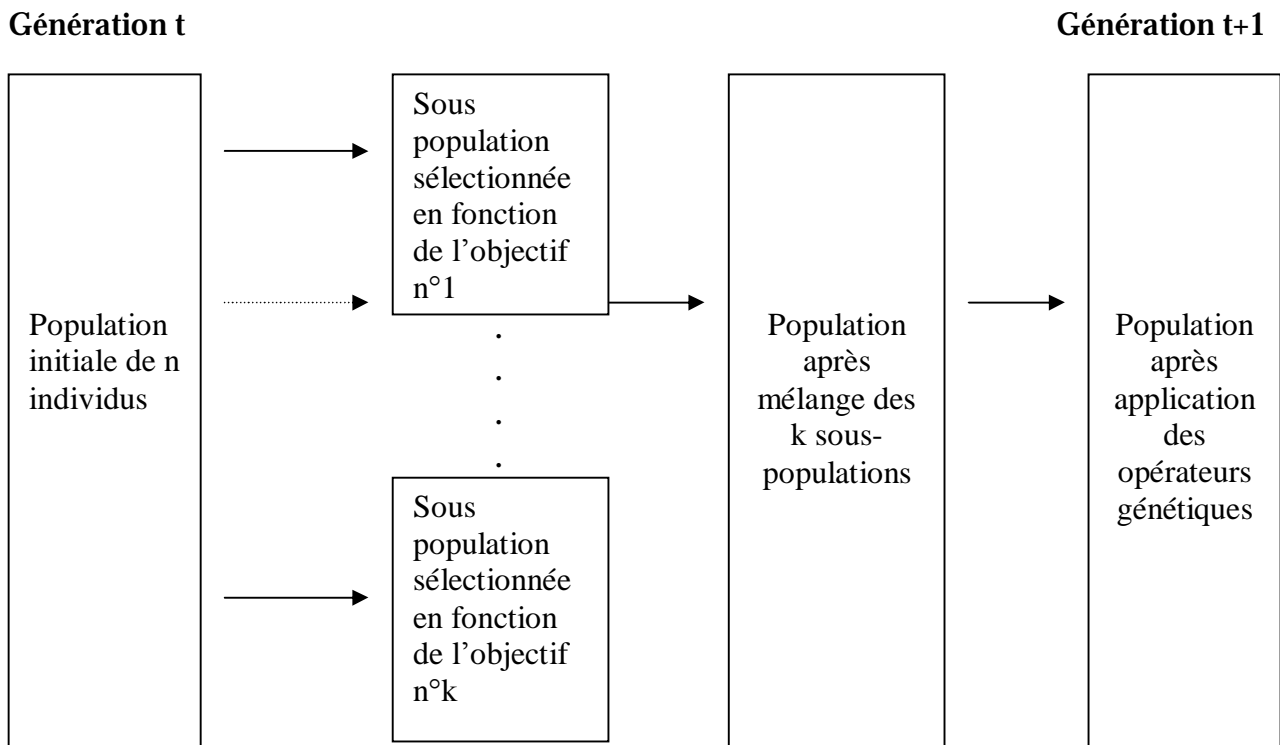 Génération t
Génération t+1
Population
initiale de n
individus
Sous
population
sélectionnée
en fonction
de l’objectif
n°1
.
.
.
.
Sous
population
sélectionnée
en fonction
de l’objectif
n°k
Population
après
mélange des
k sous-
populations
Population
après
application
des
opérateurs
génétiques